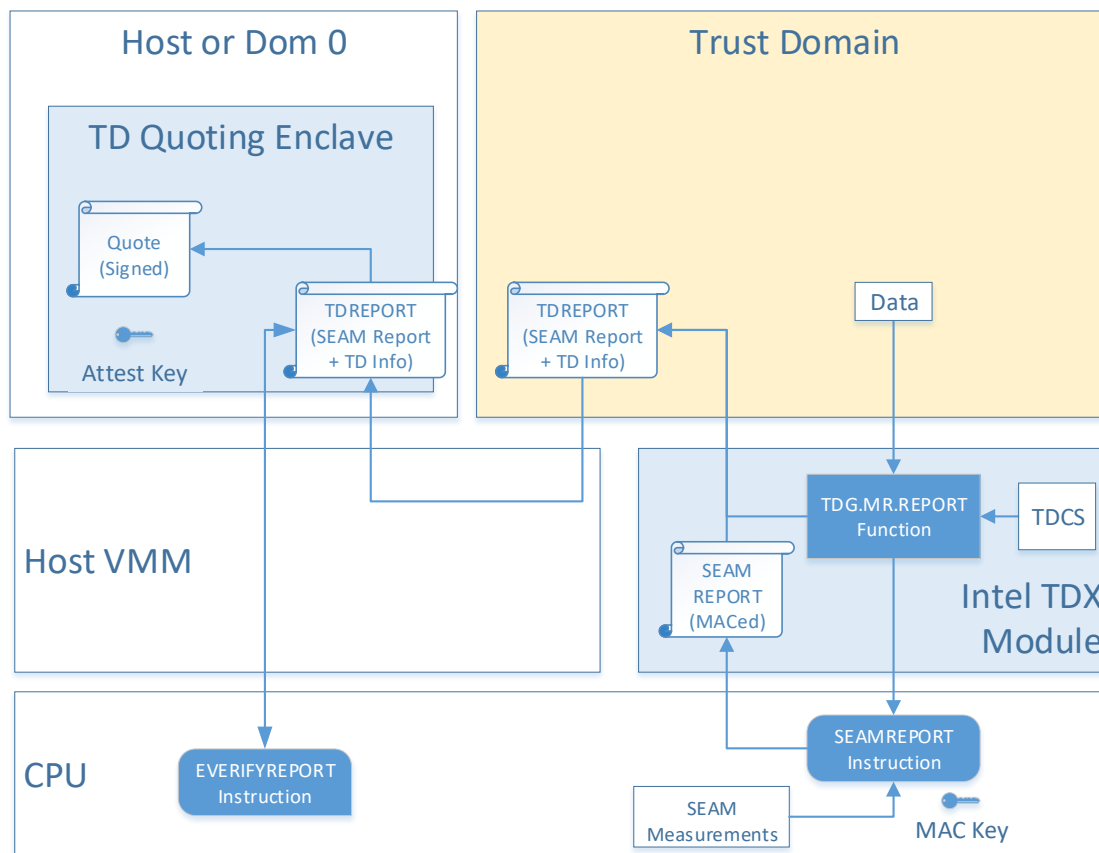 Host or Dom 0
TD Quoting Enclave
Quote
(Signed)
Attest Key
TDREPORT
(SEAM Report
+ TD Info)
Trust Domain
TDREPORT
(SEAM Report
+ TD Info)
Data
Host VMM
TDG.MR.REPORT
Function
TDCS
SEAM
REPORT
(MACed)
Intel TDX
Module
CPU
EVERIFYREPORT
Instruction
SEAMREPORT
Instruction
SEAM
Measurements
MAC Key